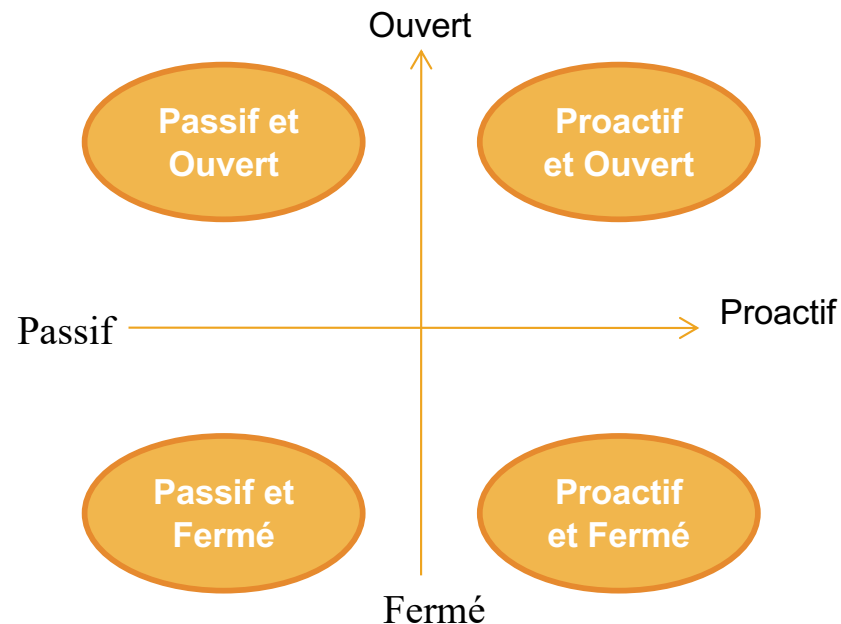 Ouvert
Passif et
Ouvert
Proactif
et Ouvert
Passif
Proactif
Passif et
Fermé
Proactif
et Fermé
Fermé